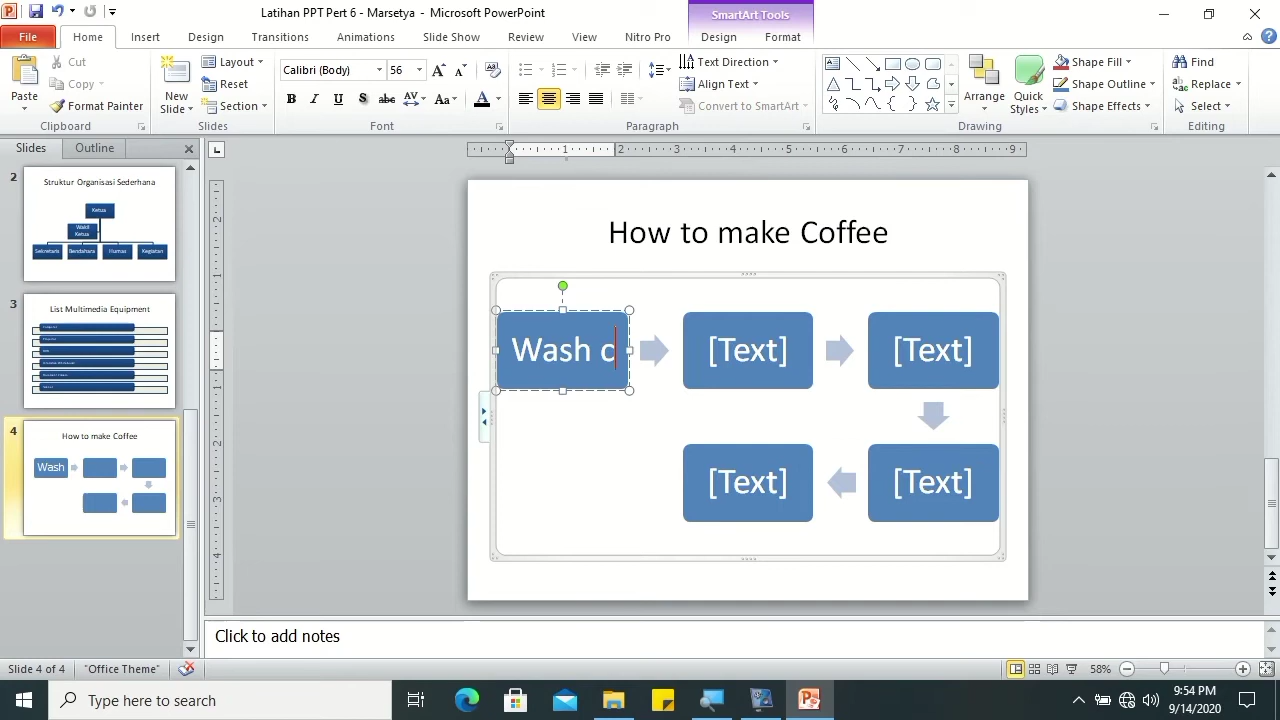 Latihan PPT Pert 6 - Marsetya - Microsoft PowerPoint
SmartArt Tools
File Home Insert Design Transitions Animations Slide Show Review View Nitro Pro Design Format
Paste
Cut
Copy
Format Painter
Clipboard
New Slide
Layout
Reset
Section
Slides
Calibri (Body) 56
Font
Text Direction
Align Text
Convert to SmartArt
Paragraph
Arrange
Quick Styles
Shape Fill
Shape Outline
Shape Effects
Drawing
Find
Replace
Select
Editing
Slides Outline
2
Struktur Organisasi Sederhana
Ketua
Wakil Ketua
Sekretaris Bendahara Humas Kegiatan
3
List Multimedia Equipment
4
How to make Coffee
Wash
How to make Coffee
Wash c
[Text]
[Text]
[Text]
[Text]
Click to add notes
Slide 4 of 4 "Office Theme" 58%
Type here to search
9:54 PM
9/14/2020